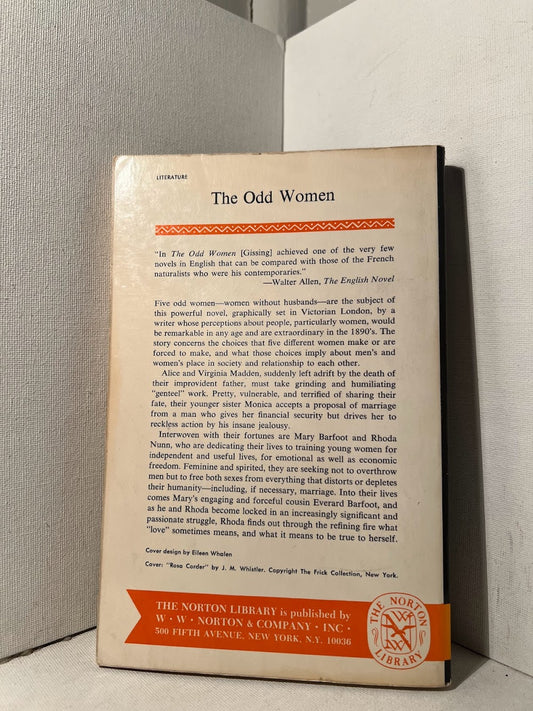 LITERATURE
The Odd Women
"In The Odd Women [Gissing] achieved one of the very few
novels in English that can be compared with those of the French
naturalists who were his contemporaries."
—Walter Allen, The English Novel
Five odd women—women without husbands—are the subject of
this powerful novel, graphically set in Victorian London, by a
writer whose perceptions about people, particularly women, would
be remarkable in any age and are extraordinary in the 1890's. The
story concerns the choices that five different women make or are
forced to make, and what those choices imply about men's and
women's place in society and relationship to each other.
Alice and Virginia Madden, suddenly left adrift by the death of
their improvident father, must take grinding and humiliating
"genteel" work. Pretty, vulnerable, and terrified of sharing their
fate, their younger sister Monica accepts a proposal of marriage
from a man who gives her financial security but drives her to
reckless action by his insane jealousy.
Interwoven with their fortunes are Mary Barfoot and Rhoda
Nunn, who are dedicating their lives to training young women for
independent and useful lives, for emotional as well as economic
freedom. Feminine and spirited, they are seeking not to overthrow
men but to free both sexes from everything that distorts or depletes
their humanity—including, if necessary, marriage. Into their lives
comes Mary's engaging and forceful cousin Everard Barfoot, and
as he and Rhoda become locked in an increasingly significant and
passionate struggle, Rhoda finds out through the refining fire what
"love" sometimes means, and what it means to be true to herself.
Cover design by Eileen Whalen
Cover: "Rosa Corder" by J. M. Whistler. Copyright The Frick Collection, New York.
THE NORTON LIBRARY is published by
W · W · NORTON & COMPANY · INC ·
500 FIFTH AVENUE, NEW YORK, N.Y. 10036
THE NORTON
W W
N
LIBRARY